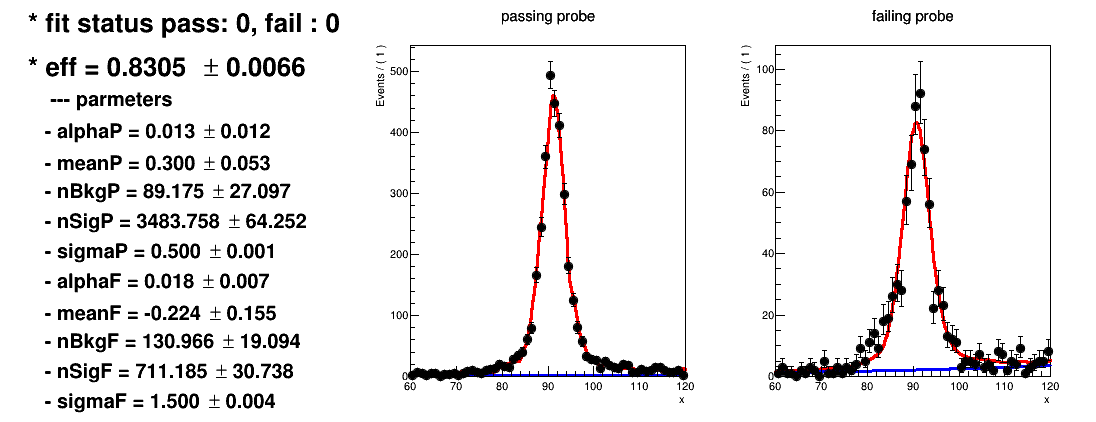 * fit status pass: 0, fail : 0
* eff = 0.8305 ± 0.0066
--- parmeters
- alphaP = 0.013 ± 0.012
- meanP = 0.300 ± 0.053
- nBkgP = 89.175 ± 27.097
- nSigP = 3483.758 ± 64.252
- sigmaP = 0.500 ± 0.001
- alphaF = 0.018 ± 0.007
- meanF = -0.224 ± 0.155
- nBkgF = 130.966 ± 19.094
- nSigF = 711.185 ± 30.738
- sigmaF = 1.500 ± 0.004
passing probe
Events / ( 1 )
500
400
300
200
100
0
60 70 80 90 100 110 120
x
failing probe
Events / ( 1 )
100
80
60
40
20
0
60 70 80 90 100 110 120
x